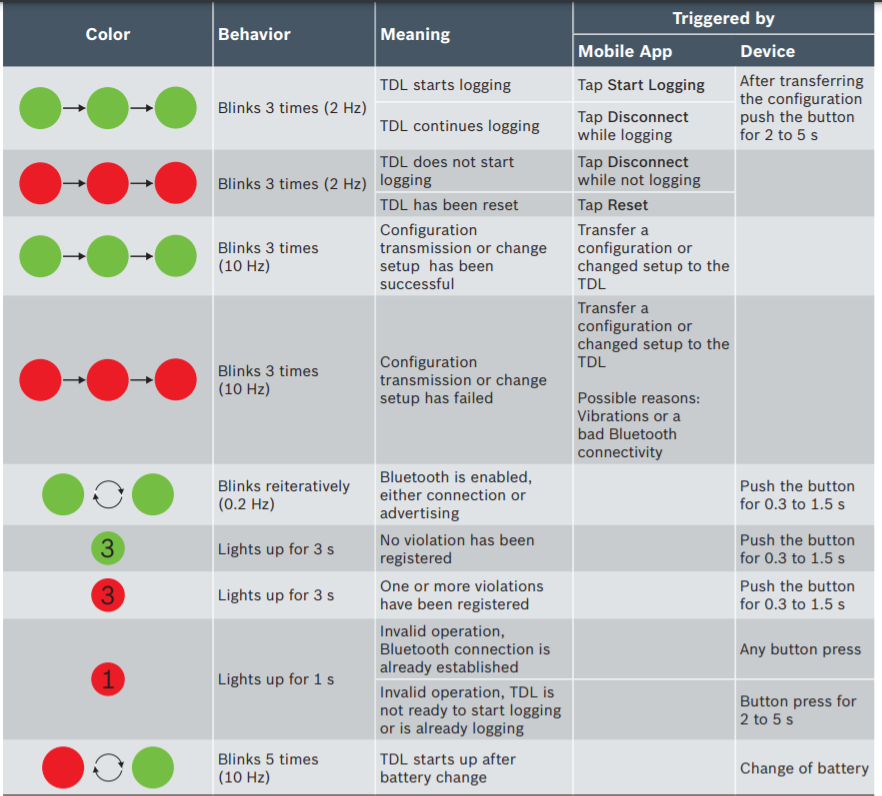 Color
Behavior
Meaning
Triggered by
Mobile App
Device
Blinks 3 times (2 Hz)
TDL starts logging
Tap Start Logging
After transferring
the configuration
push the button
for 2 to 5 s
TDL continues logging
Tap Disconnect
while logging
Blinks 3 times (2 Hz)
TDL does not start
logging
Tap Disconnect
while not logging
TDL has been reset
Tap Reset
Blinks 3 times
(10 Hz)
Configuration
transmission or change
setup has been
successful
Transfer a
configuration or
changed setup to the
TDL
Blinks 3 times
(10 Hz)
Configuration
transmission or change
setup has failed
Transfer a
configuration or
changed setup to the
TDL
Possible reasons:
Vibrations or a
bad Bluetooth
connectivity
Blinks reiteratively
(0.2 Hz)
Bluetooth is enabled,
either connection or
advertising
Push the button
for 0.3 to 1.5 s
3
Lights up for 3 s
No violation has been
registered
Push the button
for 0.3 to 1.5 s
3
Lights up for 3 s
One or more violations
have been registered
Push the button
for 0.3 to 1.5 s
1
Lights up for 1 s
Invalid operation,
Bluetooth connection is
already established
Any button press
Invalid operation, TDL is
not ready to start logging
or is already logging
Button press for
2 to 5 s
Blinks 5 times
(10 Hz)
TDL starts up after
battery change
Change of battery